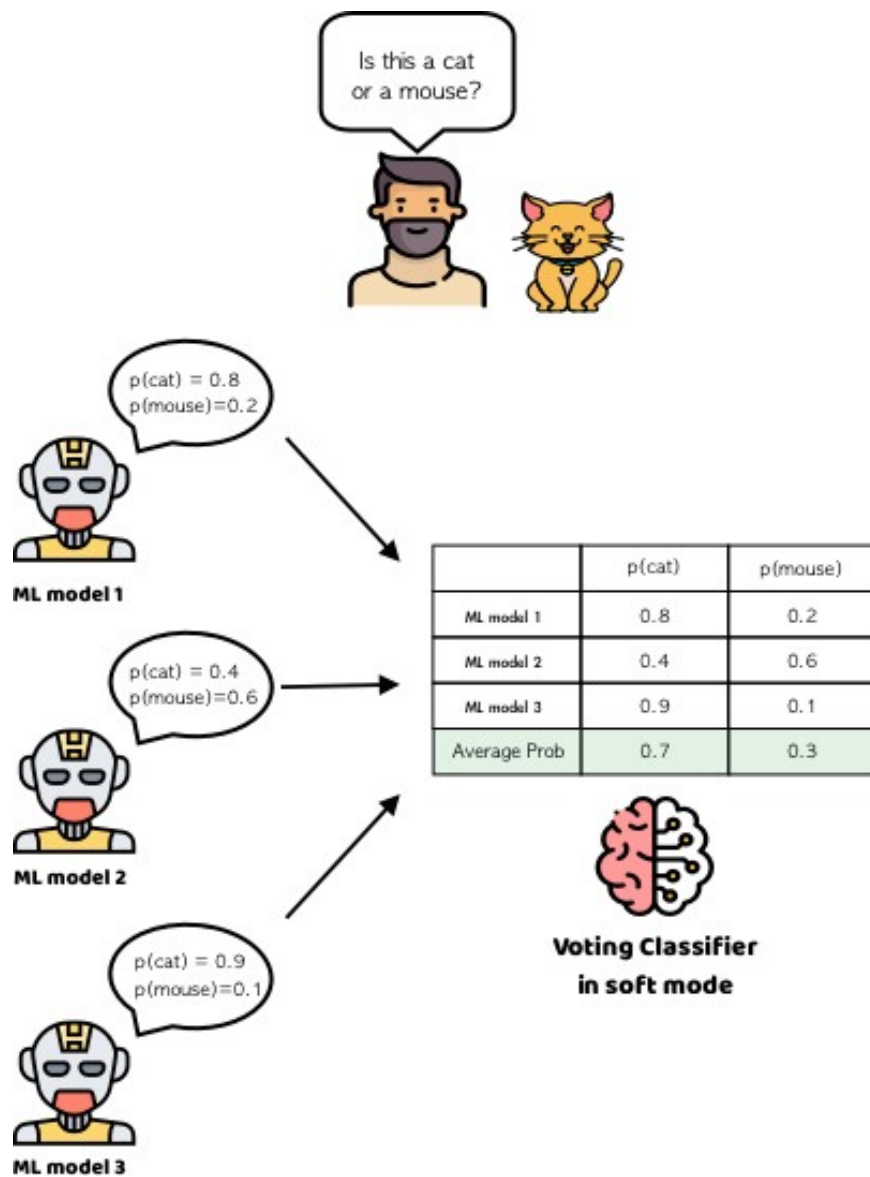 Is this a cat
or a mouse?
p(cat) = 0.8
p(mouse)=0.2
ML model 1
p(cat) = 0.4
p(mouse)=0.6
ML model 2
p(cat) = 0.9
p(mouse)=0.1
ML model 3
p(cat) p(mouse)
ML model 1 0.8 0.2
ML model 2 0.4 0.6
ML model 3 0.9 0.1
Average Prob 0.7 0.3
Voting Classifier
in soft mode